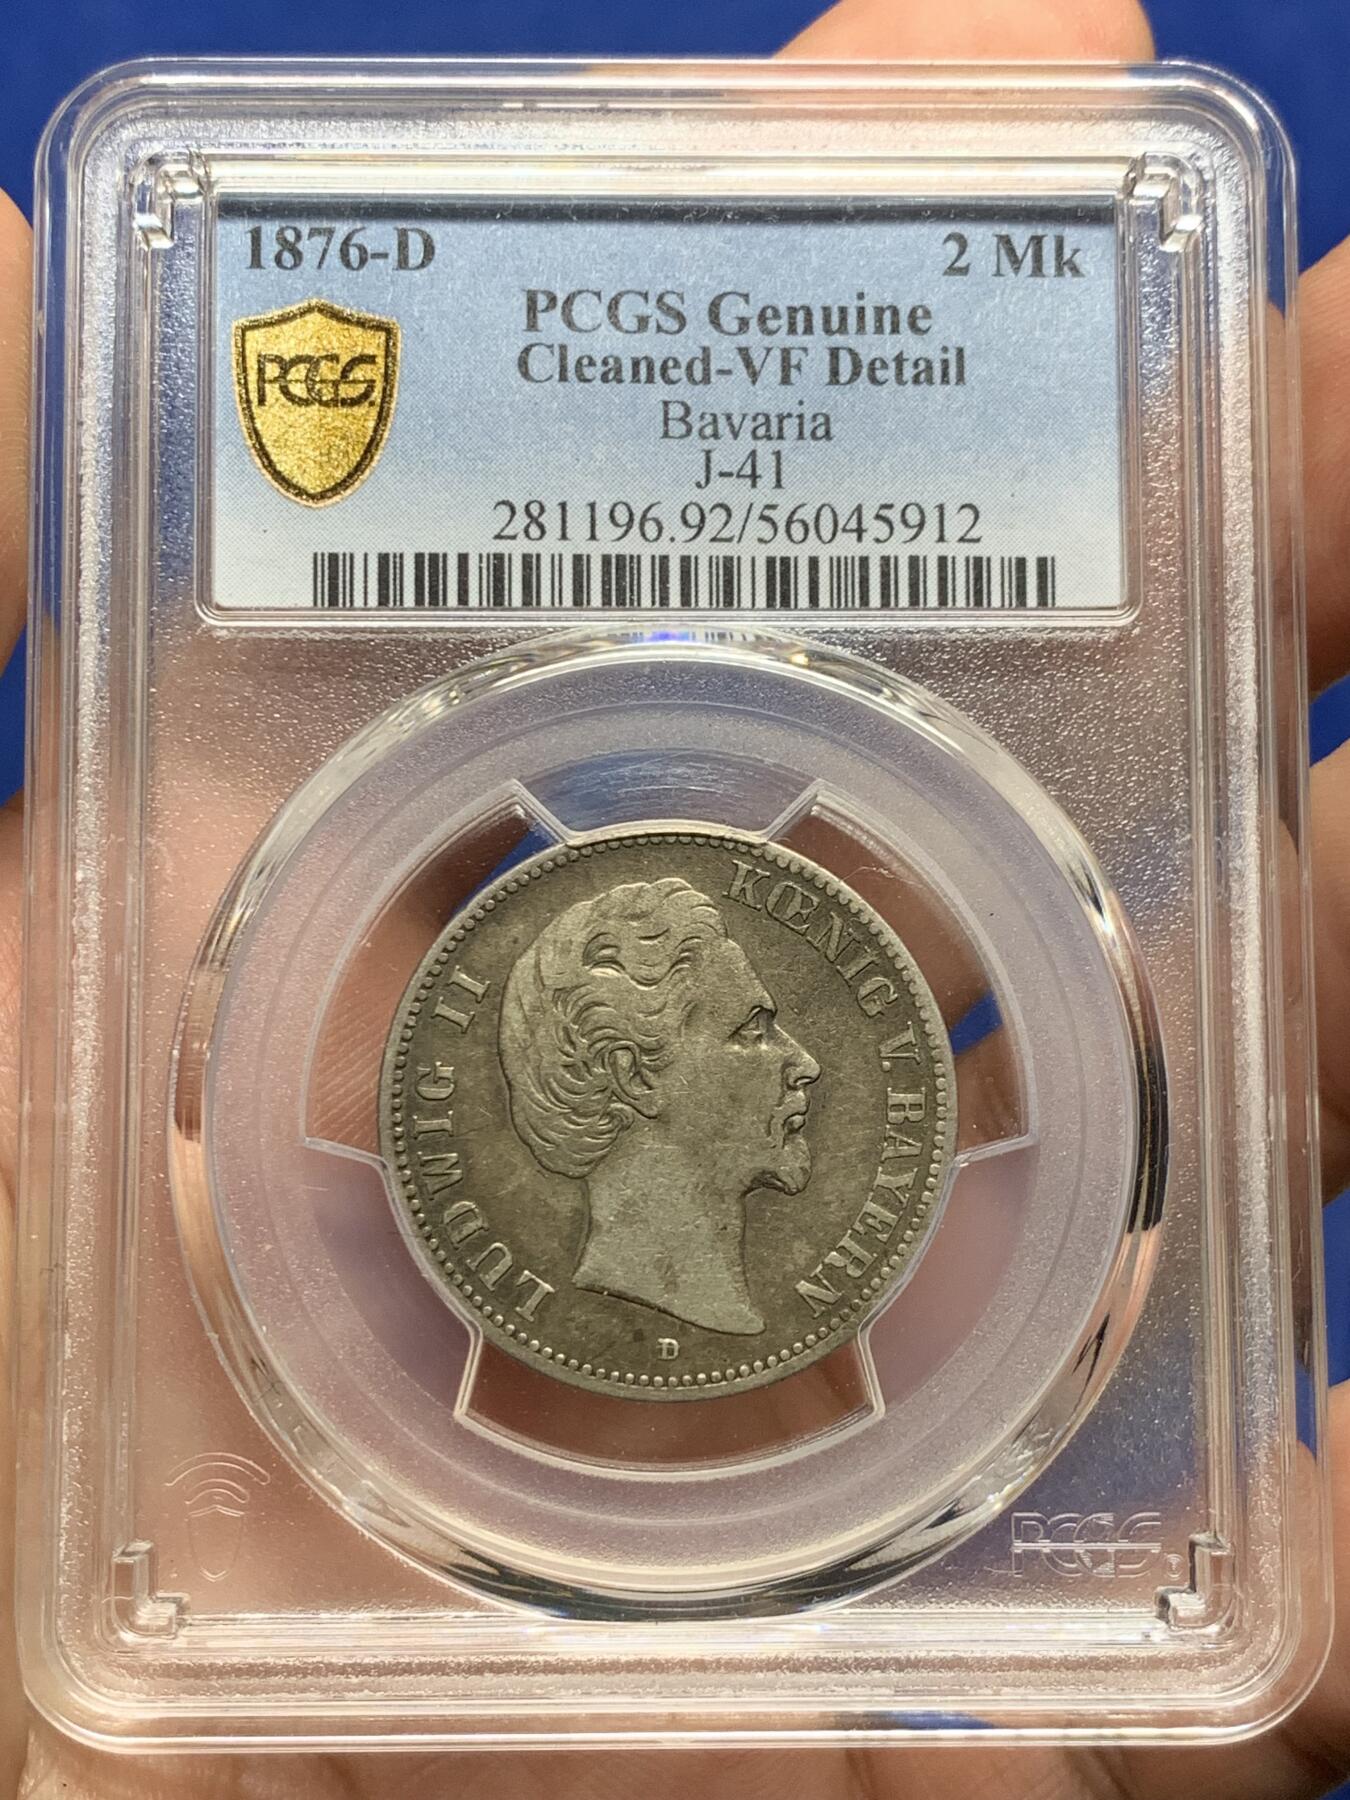 1876-D 2 Mk
PCGS Genuine
Cleaned-VF Detail
Bavaria
J-41
281196.92/56045912
PCGS.
LUDWIG II KŒNIG V. BAYERN
D
PCGS®